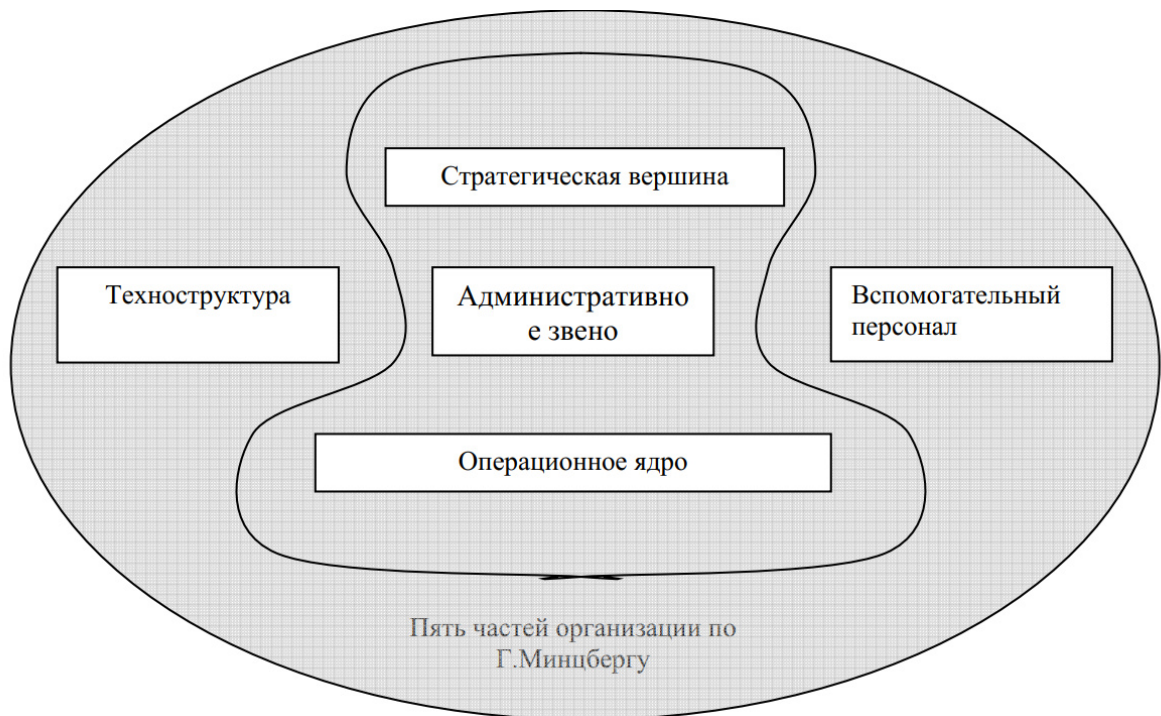 Стратегическая вершина
Техноструктура
Административно
е звено
Вспомогательный
персонал
Операционное ядро
Пять частей организации по
Г.Минцбергу